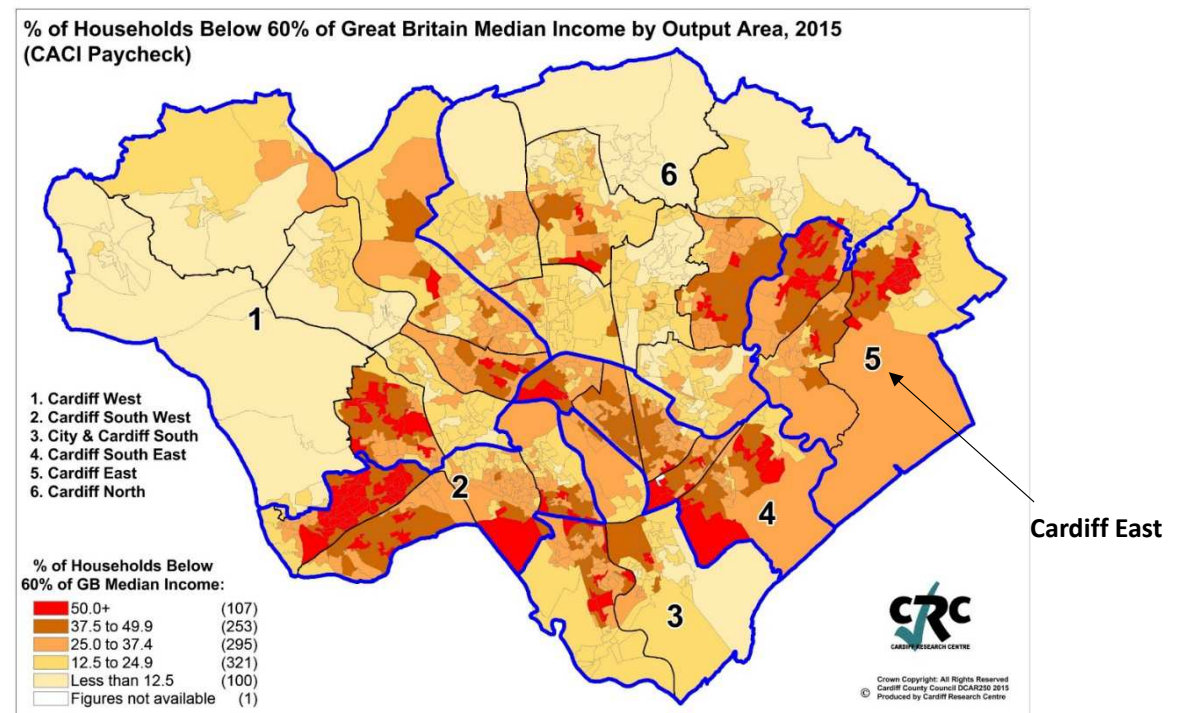 % of Households Below 60% of Great Britain Median Income by Output Area, 2015
(CACI Paycheck)
6
1
5
1. Cardiff West
2. Cardiff South West
3. City & Cardiff South
4. Cardiff South East
5. Cardiff East
6. Cardiff North
2
4
Cardiff East
% of Households Below
60% of GB Median Income:
50.0+ (107)
37.5 to 49.9 (253)
25.0 to 37.4 (295)
12.5 to 24.9 (321)
Less than 12.5 (100)
Figures not available (1)
3
CRC
CARDIFF RESEARCH CENTRE
Crown Copyright: All Rights Reserved
Cardiff County Council DCAR250 2015
© Produced by Cardiff Research Centre